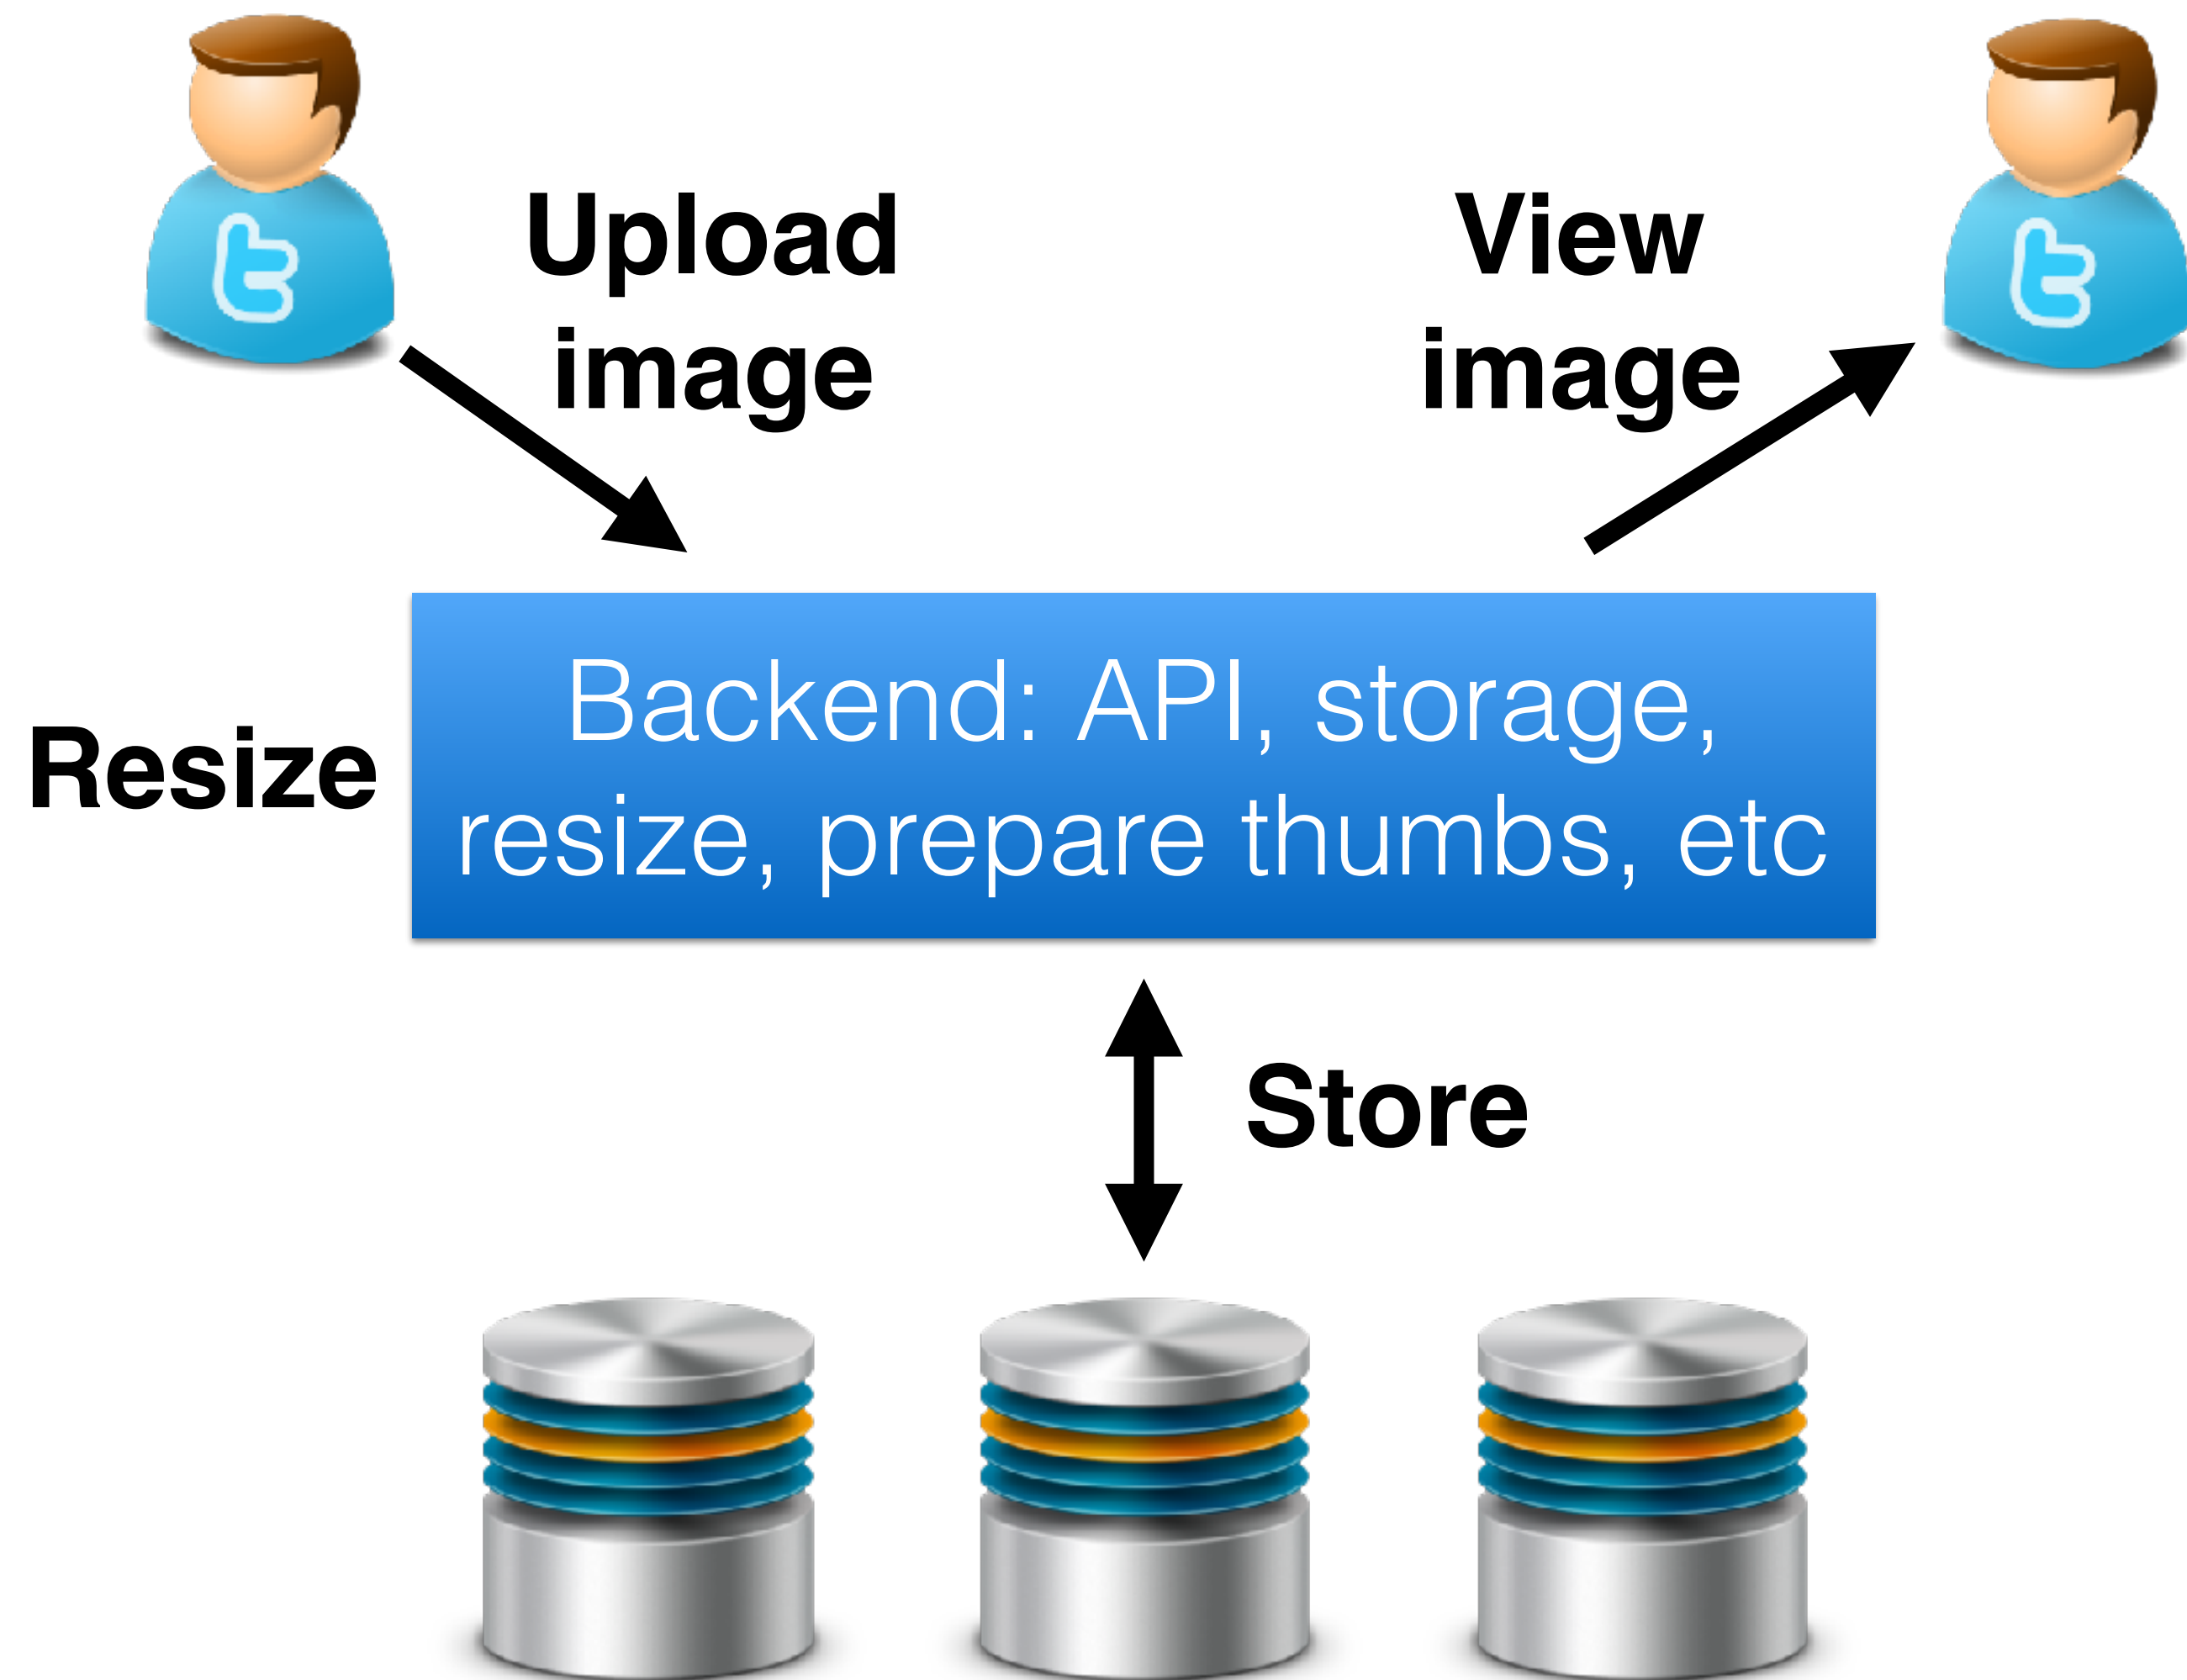 Upload
image
View
image
Resize
Backend: API, storage,
resize, prepare thumbs, etc
Store
t
t